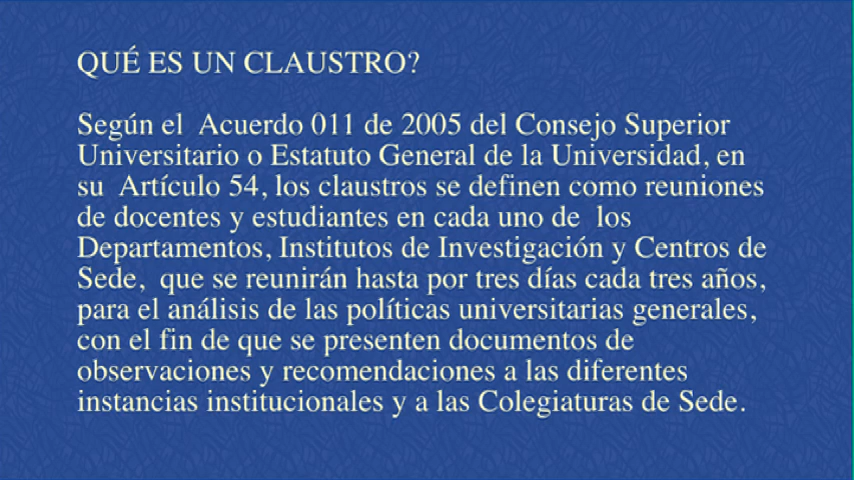 QUÉ ES UN CLAUSTRO?
Según el  Acuerdo 011 de 2005 del Consejo Superior
Universitario o Estatuto General de la Universidad, en
su  Artículo 54, los claustros se definen como reuniones
de docentes y estudiantes en cada uno de  los
Departamentos, Institutos de Investigación y Centros de
Sede,  que se reunirán hasta por tres días cada tres años,
para el análisis de las políticas universitarias generales,
con el fin de que se presenten documentos de
observaciones y recomendaciones a las diferentes
instancias institucionales y a las Colegiaturas de Sede.